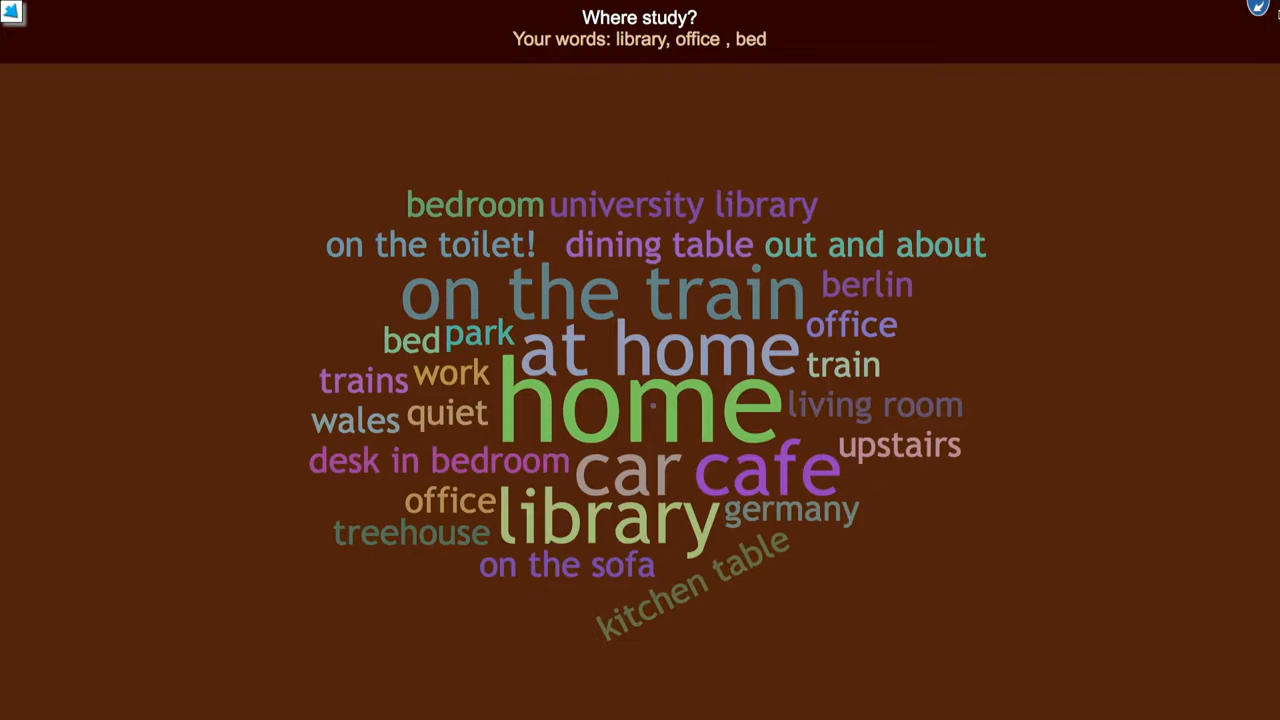 Where study?
Your words: library, office , bed
bedroom university library
on the toilet! dining table out and about
on the train berlin
bed park at home office
trains work train
home living room
wales quiet
desk in bedroom car cafe upstairs
office library germany
treehouse
on the sofa
kitchen table